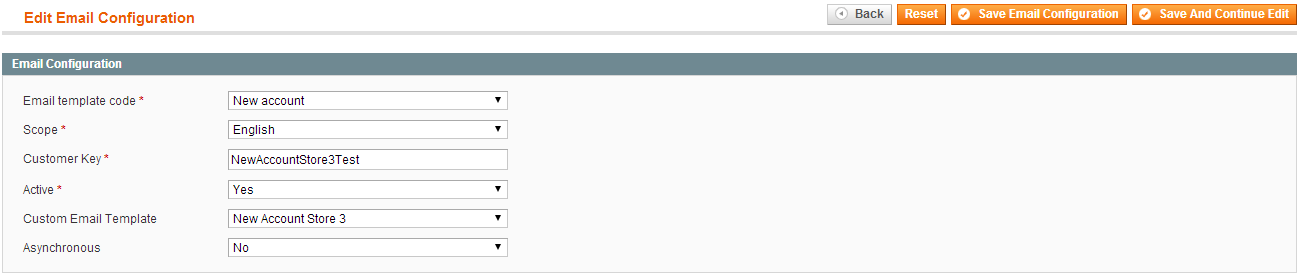 Edit Email Configuration
Back Reset Save Email Configuration Save And Continue Edit
Email Configuration
Email template code * New account
Scope * English
Customer Key * NewAccountStore3Test
Active * Yes
Custom Email Template New Account Store 3
Asynchronous No